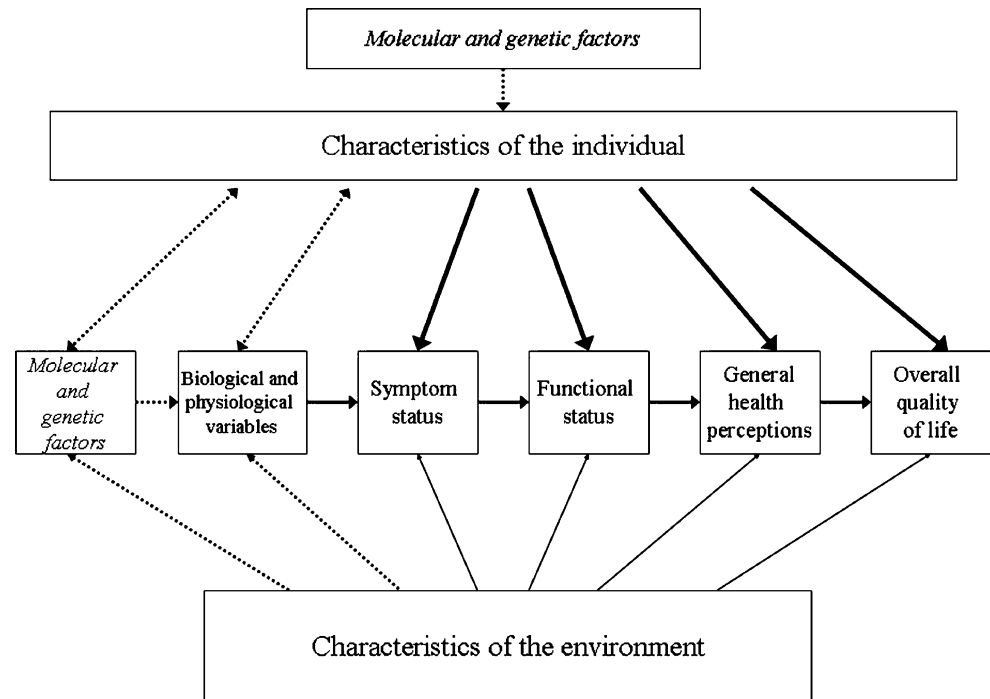 Molecular and genetic factors
Characteristics of the individual
Molecular
and
genetic
factors
Biological and
physiological
variables
Symptom
status
Functional
status
General
health
perceptions
Overall
quality
of life
Characteristics of the environment